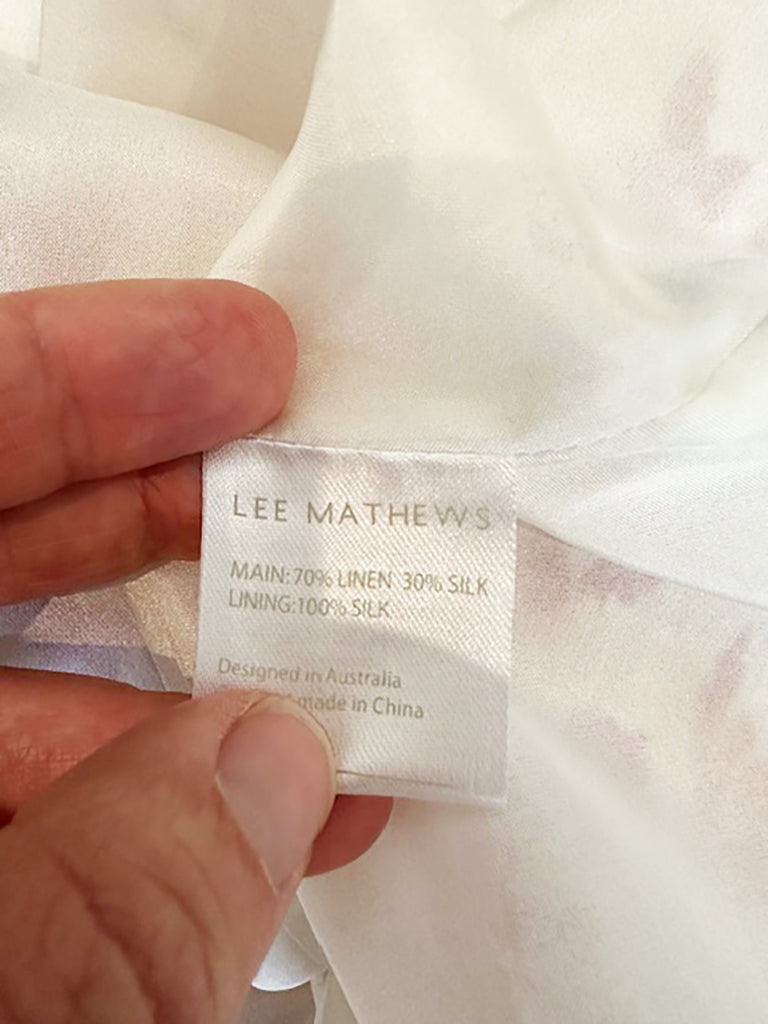 LEE MATHEWS
MAIN: 70% LINEN 30% SILK
LINING:100% SILK
Designed in Australia
made in China